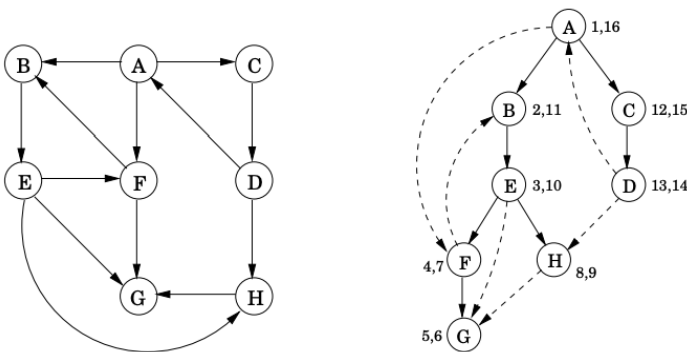 B A C
E F D
G H
A 1,16
B 2,11 C 12,15
E 3,10 D 13,14
4,7 F H 8,9
5,6 G